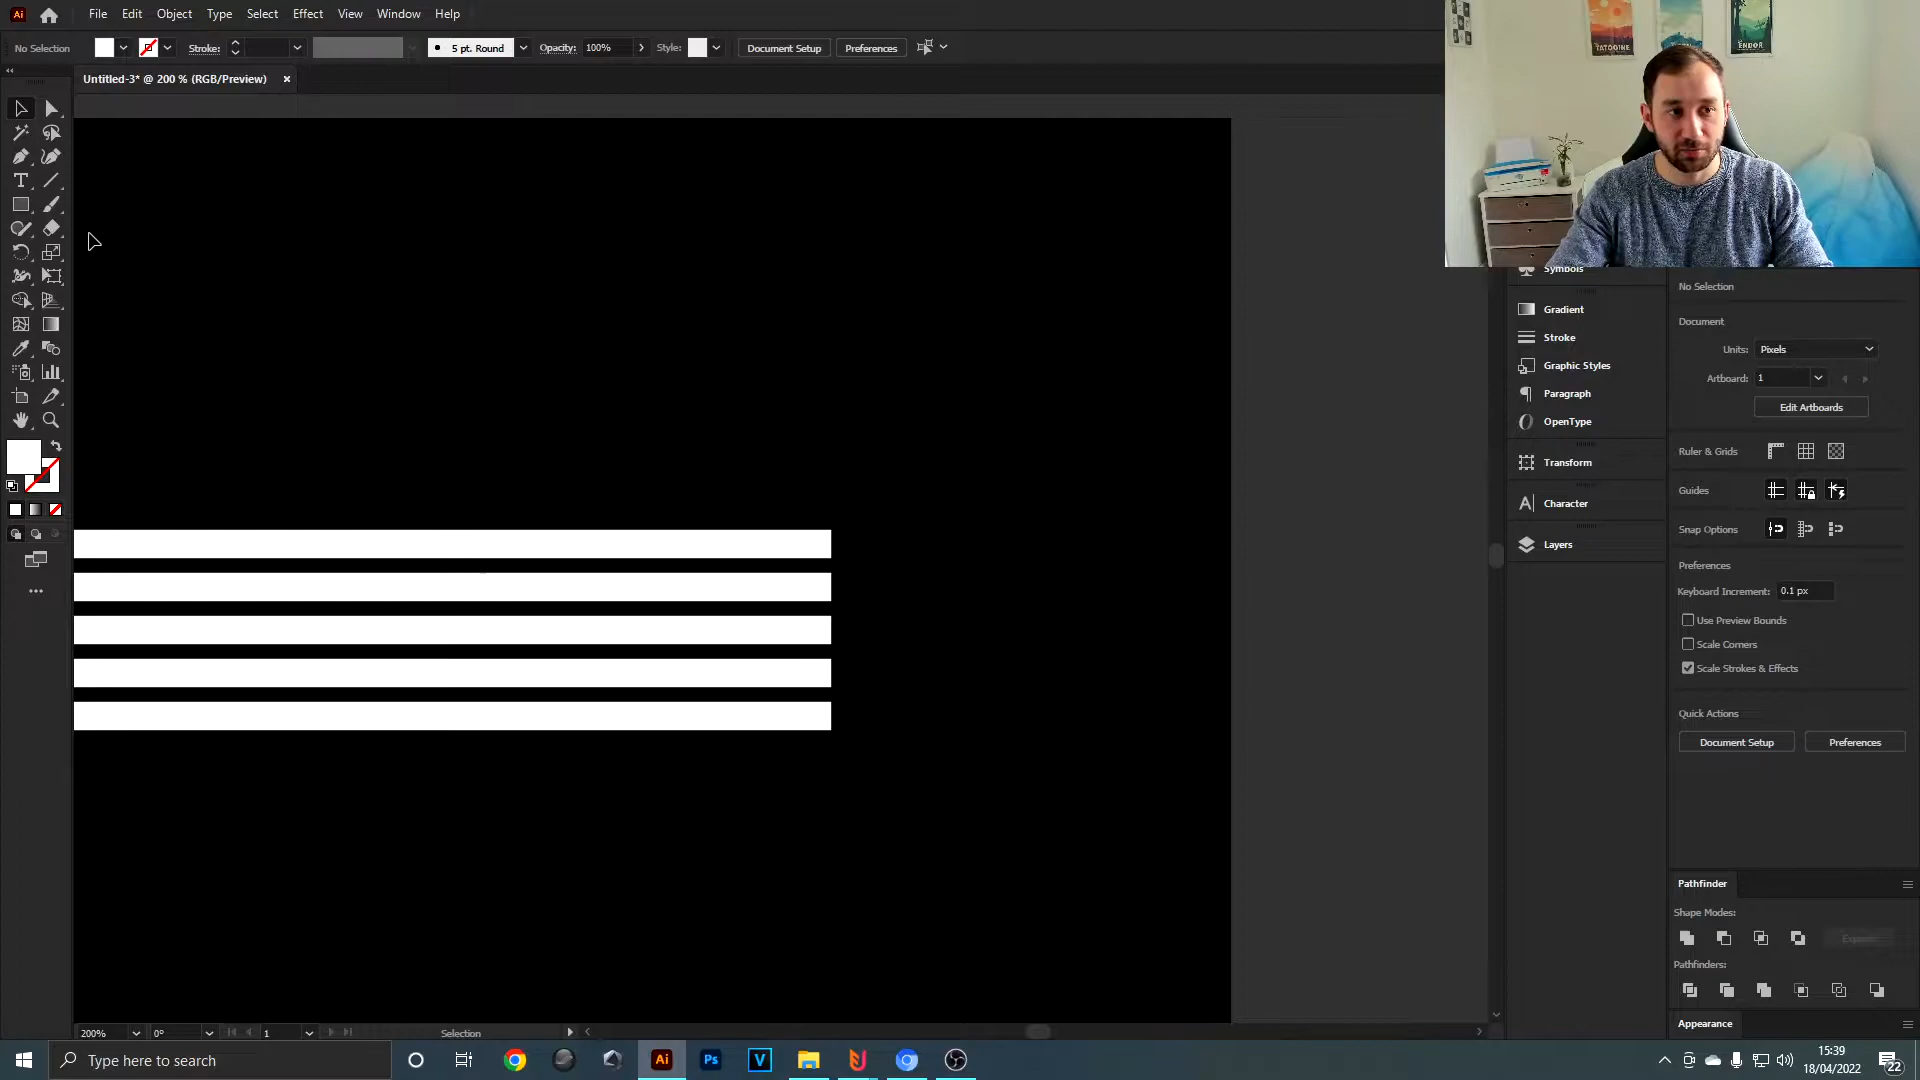 Ai File Edit Object Type Select Effect View Window Help
No Selection Stroke: 5 pt. Round Opacity: 100% Style: Document Setup Preferences
Untitled-3* @ 200 % (RGB/Preview) ×
TATOOINE
ENDOR
Symbols
Gradient
Stroke
Graphic Styles
Paragraph
OpenType
Transform
Character
Layers
No Selection
Document
Units: Pixels
Artboard: 1
Edit Artboards
Ruler & Grids
Guides
Snap Options
Preferences
Keyboard Increment: 0.1 px
Use Preview Bounds
Scale Corners
Scale Strokes & Effects
Quick Actions
Document Setup Preferences
Pathfinder
Shape Modes:
Expand
Pathfinders:
Appearance
200% 0° 1 Selection
Type here to search
Ai Ps V
15:39
18/04/2022
22